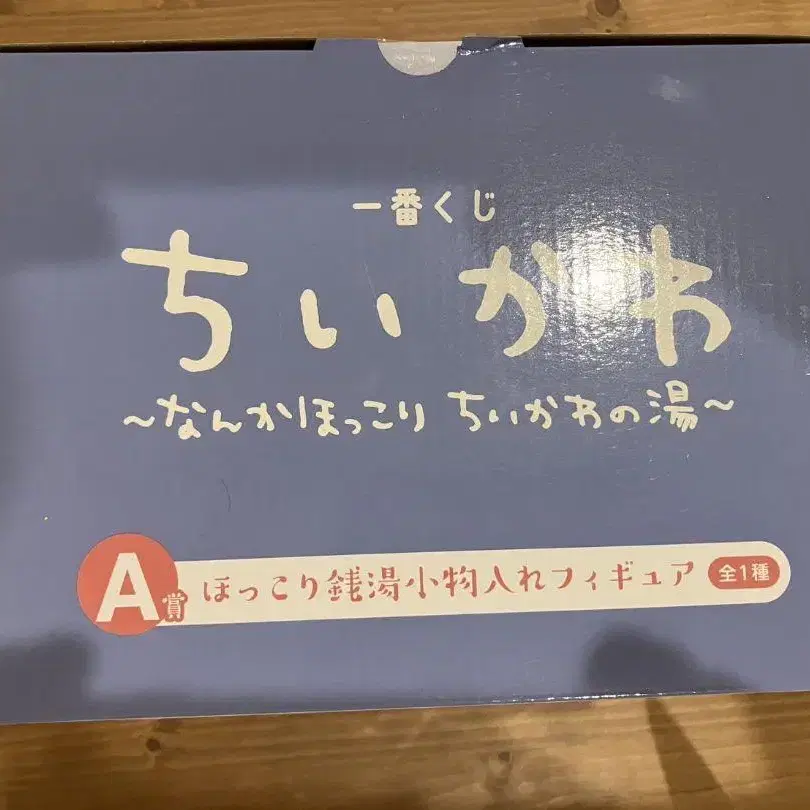 一番くじ
ちいかわ
~なんかほっこり ちいかわの湯~
A賞 ほっこり銭湯小物入れフィギュア 全1種